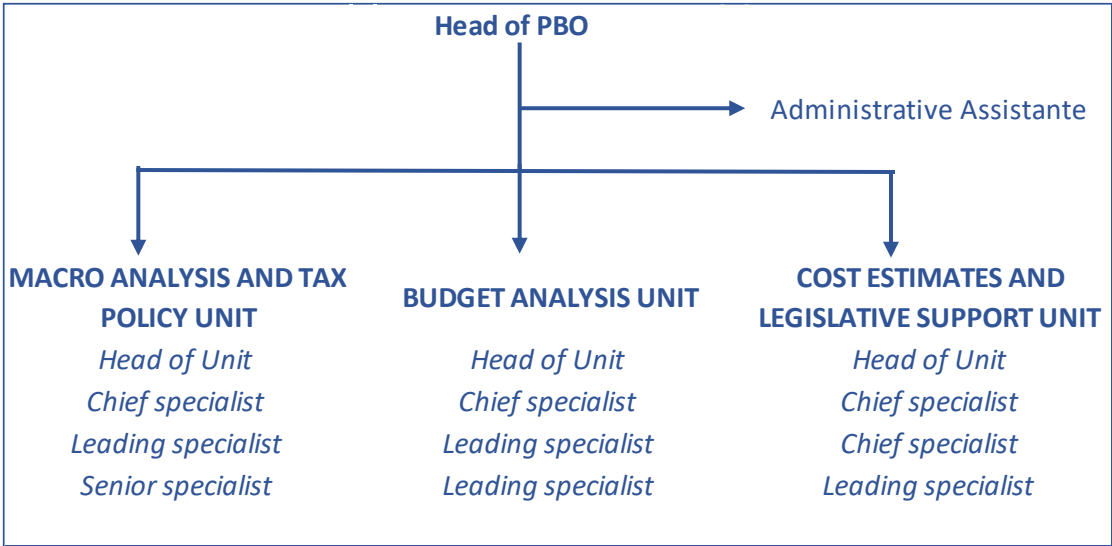 Head of PBO
Administrative Assistante
MACRO ANALYSIS AND TAX
POLICY UNIT
Head of Unit
Chief specialist
Leading specialist
Senior specialist
BUDGET ANALYSIS UNIT
Head of Unit
Chief specialist
Leading specialist
Leading specialist
COST ESTIMATES AND
LEGISLATIVE SUPPORT UNIT
Head of Unit
Chief specialist
Chief specialist
Leading specialist